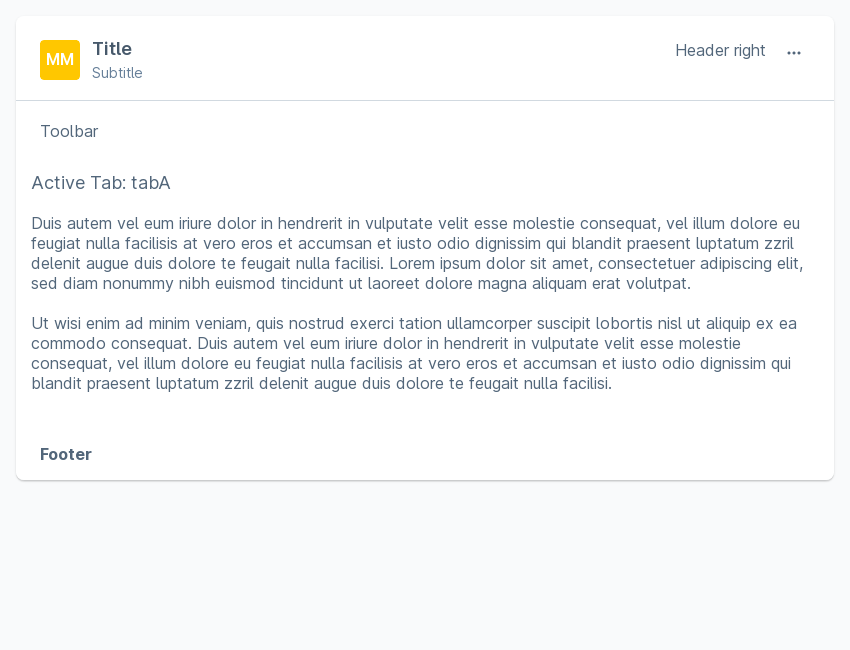 MM
Title
Subtitle
Header right
Toolbar
Active Tab: tabA
Duis autem vel eum iriure dolor in hendrerit in vulputate velit esse molestie consequat, vel illum dolore eu
feugiat nulla facilisis at vero eros et accumsan et iusto odio dignissim qui blandit praesent luptatum zzril
delenit augue duis dolore te feugait nulla facilisi. Lorem ipsum dolor sit amet, consectetuer adipiscing elit,
sed diam nonummy nibh euismod tincidunt ut laoreet dolore magna aliquam erat volutpat.
Ut wisi enim ad minim veniam, quis nostrud exerci tation ullamcorper suscipit lobortis nisl ut aliquip ex ea
commodo consequat. Duis autem vel eum iriure dolor in hendrerit in vulputate velit esse molestie
consequat, vel illum dolore eu feugiat nulla facilisis at vero eros et accumsan et iusto odio dignissim qui
blandit praesent luptatum zzril delenit augue duis dolore te feugait nulla facilisi.
Footer